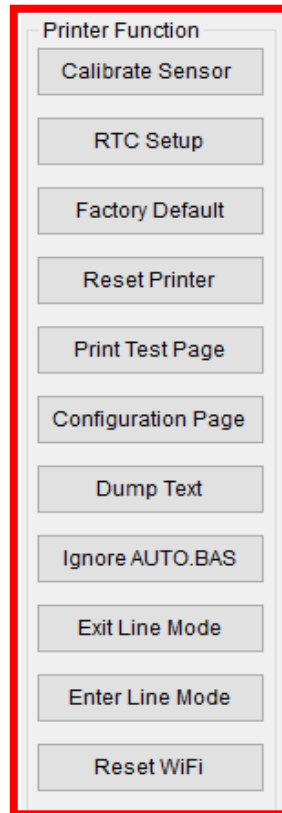 Printer Function
Calibrate Sensor
RTC Setup
Factory Default
Reset Printer
Print Test Page
Configuration Page
Dump Text
Ignore AUTO.BAS
Exit Line Mode
Enter Line Mode
Reset WiFi